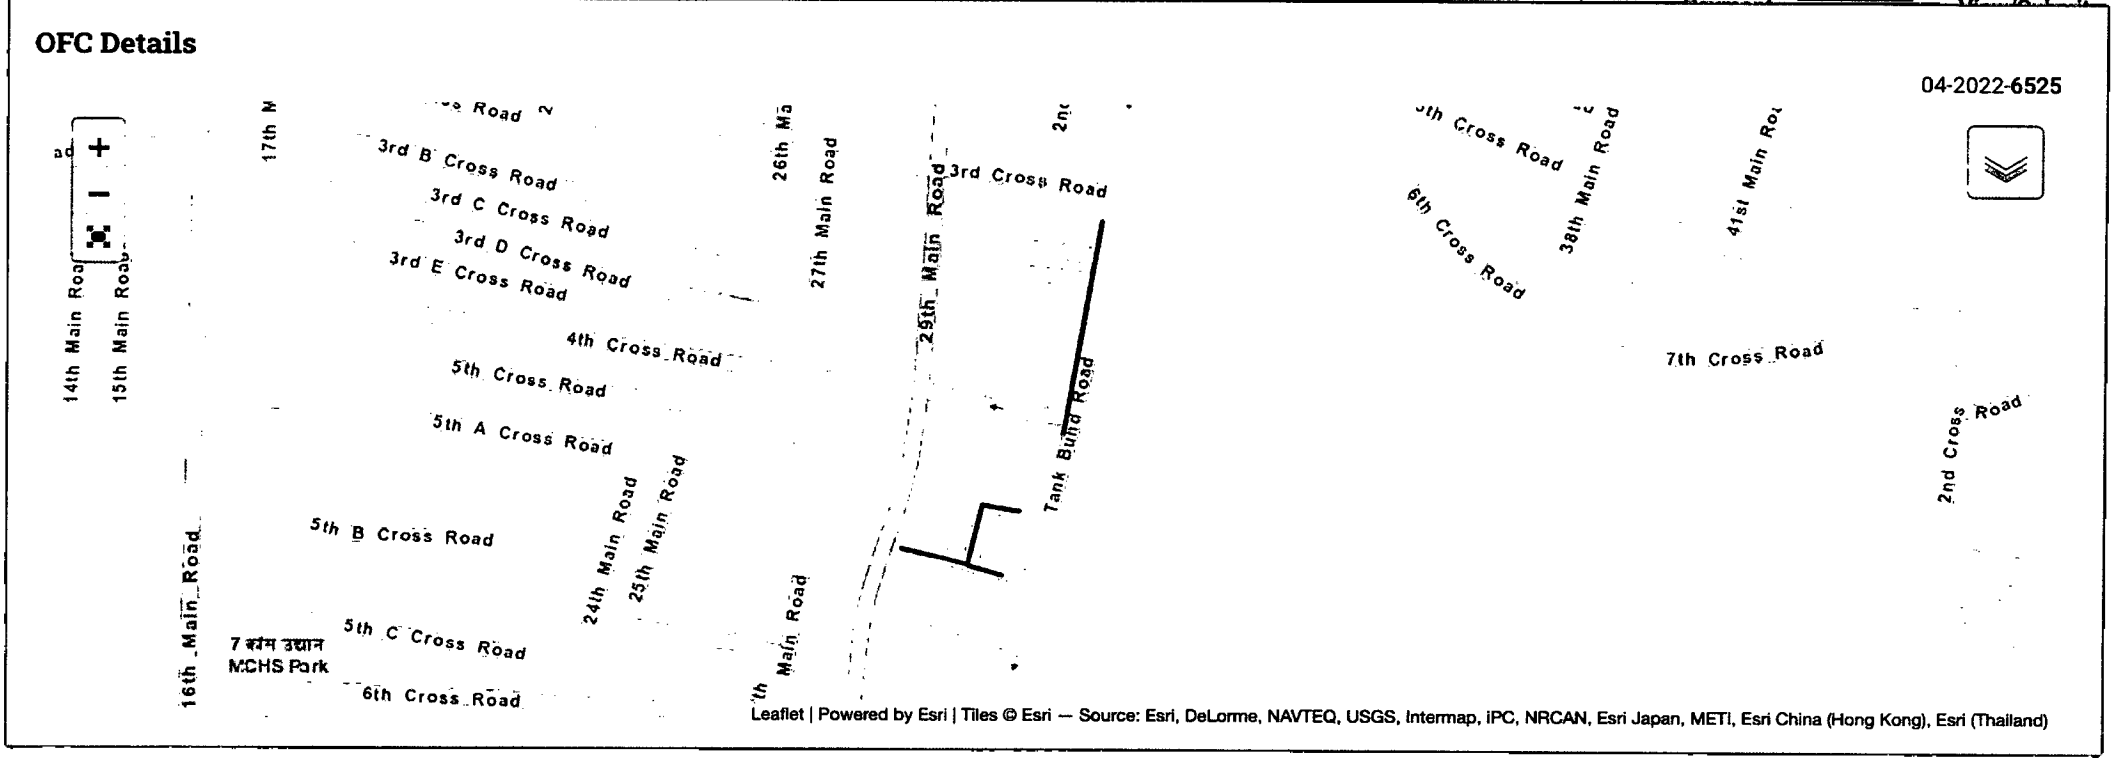 OFC Details
04-2022-6525
17th M
Road
26th Ma
3rd B Cross Road
3rd C Cross Road
3rd D Cross Road
3rd E Cross Road
27th Main Road
29th Main Road
3rd Cross Road
Cross Road
38th Main Road
41st Main
6th Cross Road
14th Main
15th Main
4th Cross Road
5th Cross Road
5th A Cross Road
7th Cross Road
Tank Bund Road
2nd Cross Road
24th Main Road
25th Main Road
5th B Cross Road
16th Main Road
Main Road
5th C Cross Road
7 क्रॉस उद्यान
MCHS Park
6th Cross Road
Leaflet | Powered by Esri | Tiles © Esri — Source: Esri, DeLorme, NAVTEQ, USGS, Intermap, iPC, NRCAN, Esri Japan, METI, Esri China (Hong Kong), Esri (Thailand)